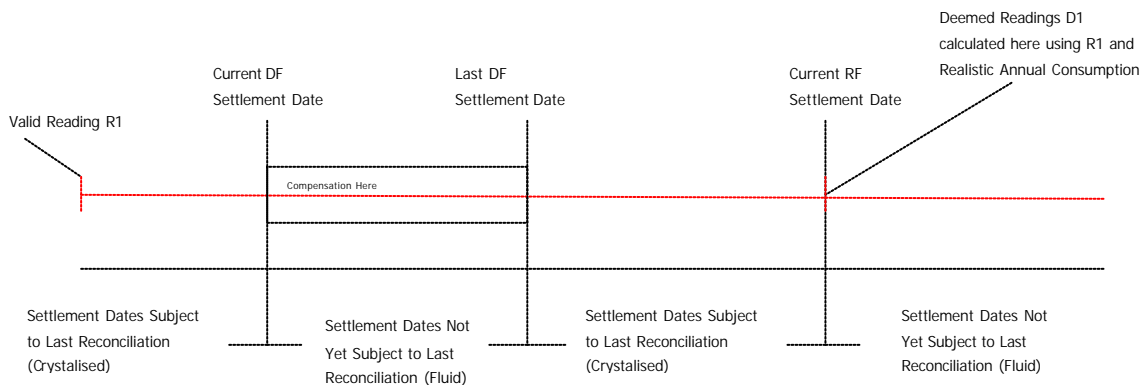 Deemed Readings D1
calculated here using R1 and
Realistic Annual Consumption
Current DF
Settlement Date
Last DF
Settlement Date
Current RF
Settlement Date
Valid Reading R1
Compensation Here
Settlement Dates Subject
to Last Reconciliation
(Crystalised)
Settlement Dates Not
Yet Subject to Last
Reconciliation (Fluid)
Settlement Dates Subject
to Last Reconciliation
(Crystalised)
Settlement Dates Not
Yet Subject to Last
Reconciliation (Fluid)